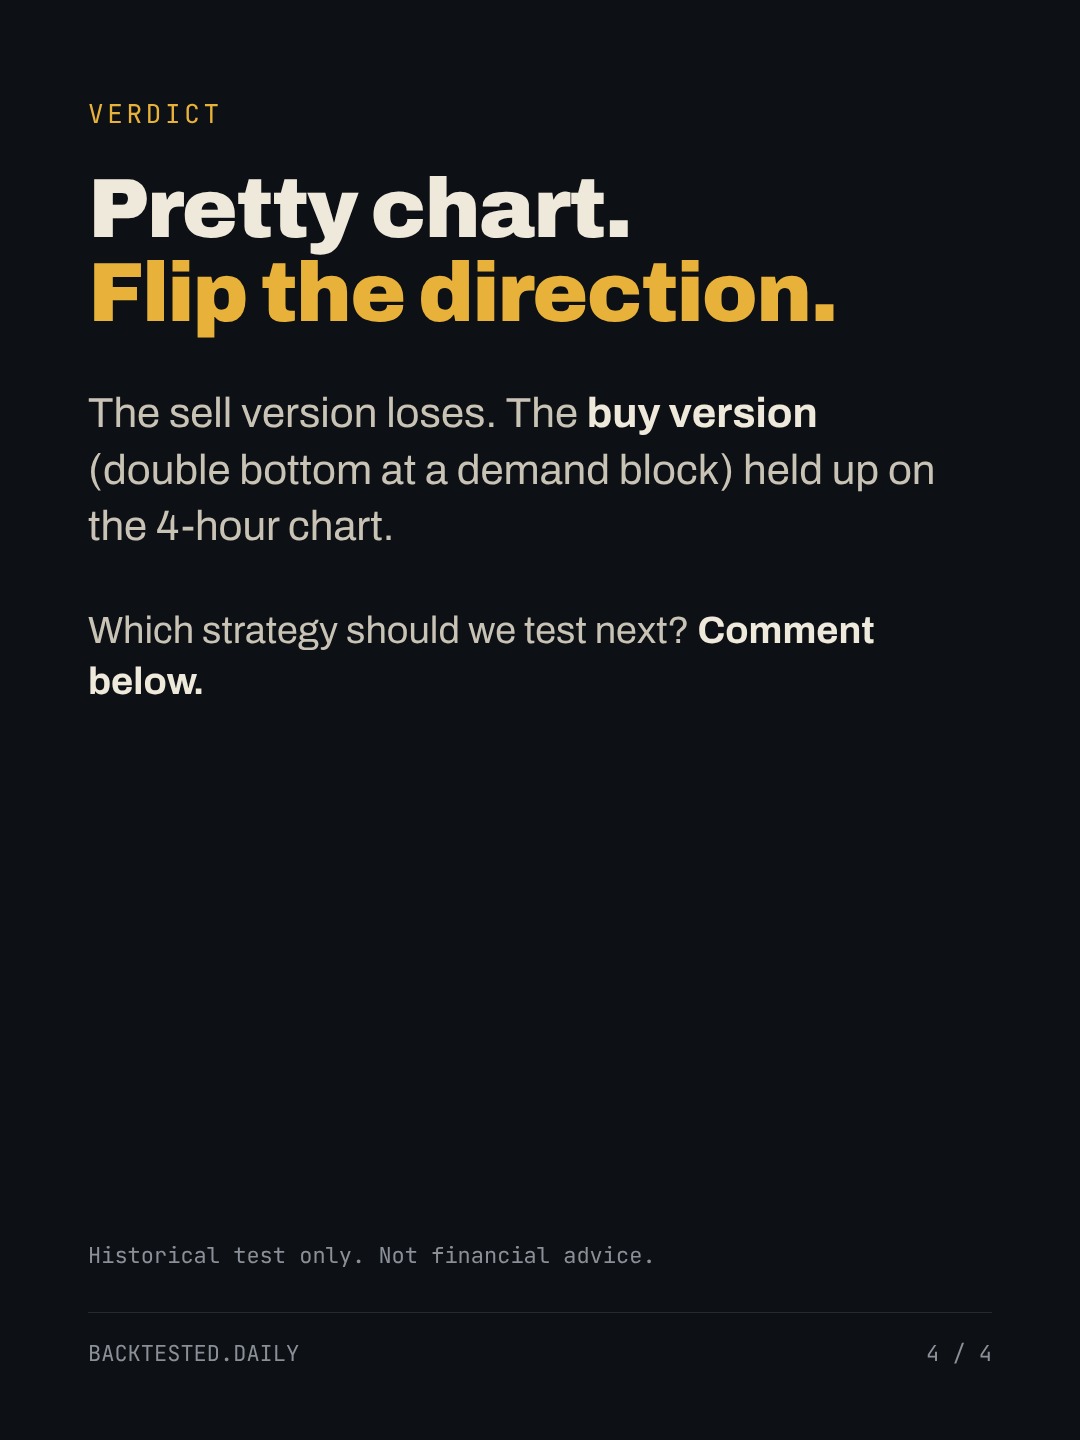 VERDICT
Pretty chart.
Flip the direction.
The sell version loses. The buy version
(double bottom at a demand block) held up on
the 4-hour chart.
Which strategy should we test next? Comment
below.
Historical test only. Not financial advice.
BACKTESTED.DAILY
4 / 4